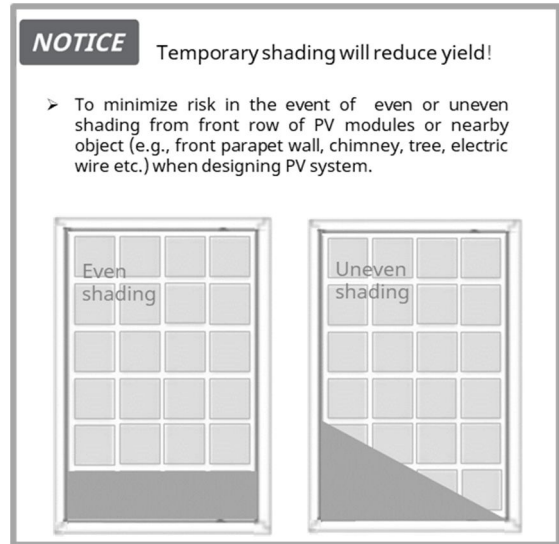 NOTICE Temporary shading will reduce yield!
➢ To minimize risk in the event of even or uneven
shading from front row of PV modules or nearby
object (e.g., front parapet wall, chimney, tree, electric
wire etc.) when designing PV system.
Even
shading
Uneven
shading